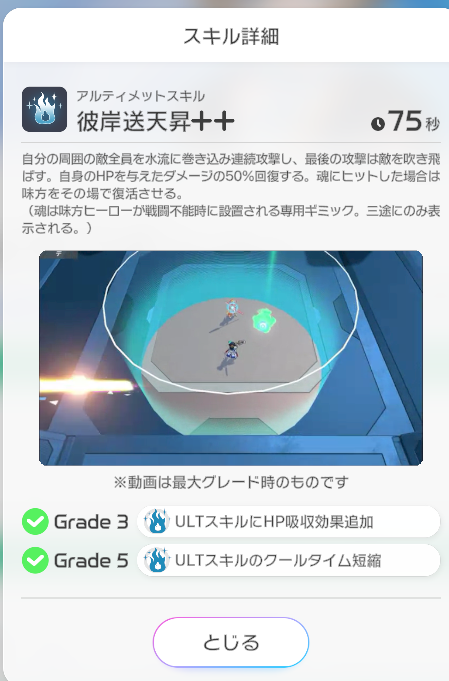 スキル詳細
アルティメットスキル
彼岸送天昇++
75秒
自分の周囲の敵全員を水流に巻き込み連続攻撃し、最後の攻撃は敵を吹き飛
ばす。自身のHPを与えたダメージの50%回復する。魂にヒットした場合は
味方をその場で復活させる。
（魂は味方ヒーローが戦闘不能時に設置される専用ギミック。三途にのみ表
示される。）
※動画は最大グレード時のものです
Grade 3 ULTスキルにHP吸収効果追加
Grade 5 ULTスキルのクールタイム短縮
とじる